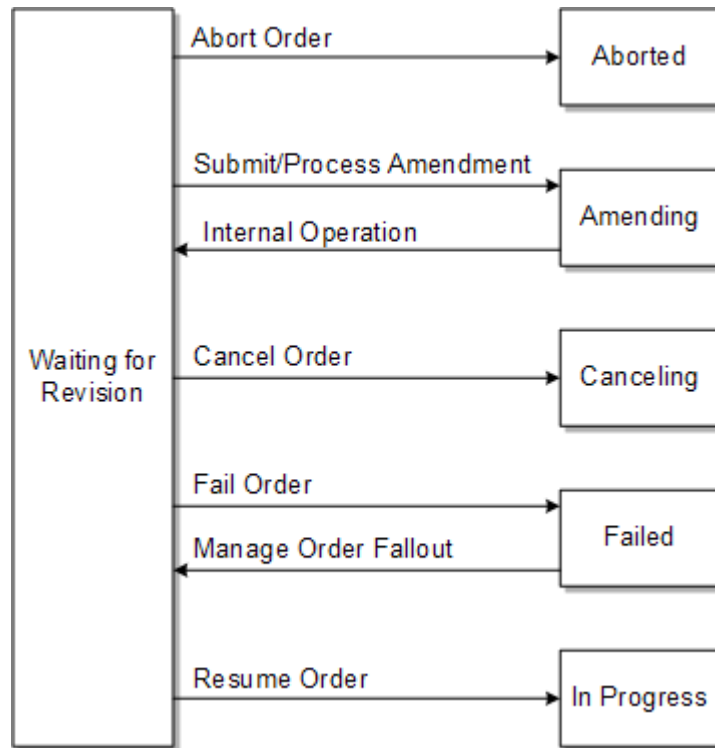 Abort Order
Aborted
Submit/Process Amendment
Amending
Internal Operation
Waiting for
Revision
Cancel Order
Canceling
Fail Order
Failed
Manage Order Fallout
Resume Order
In Progress